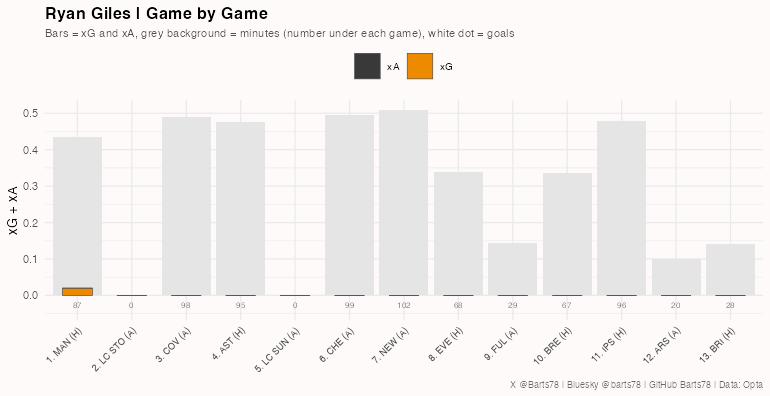 Ryan Giles | Game by Game
Bars = xG and xA, grey background = minutes (number under each game), white dot = goals
xA xG
xG + xA
0.5
0.4
0.3
0.2
0.1
0.0
87 0 98 95 0 99 102 68 29 67 96 20 28
1. MAN (H)
2. LC STO (A)
3. COV (A)
4. AST (H)
5. LC SUN (A)
6. CHE (A)
7. NEW (A)
8. EVE (H)
9. FUL (A)
10. BRE (H)
11. IPS (H)
12. ARS (A)
13. BRI (H)
X @Barts78 | Bluesky @barts78 | GitHub Barts78 | Data: Opta